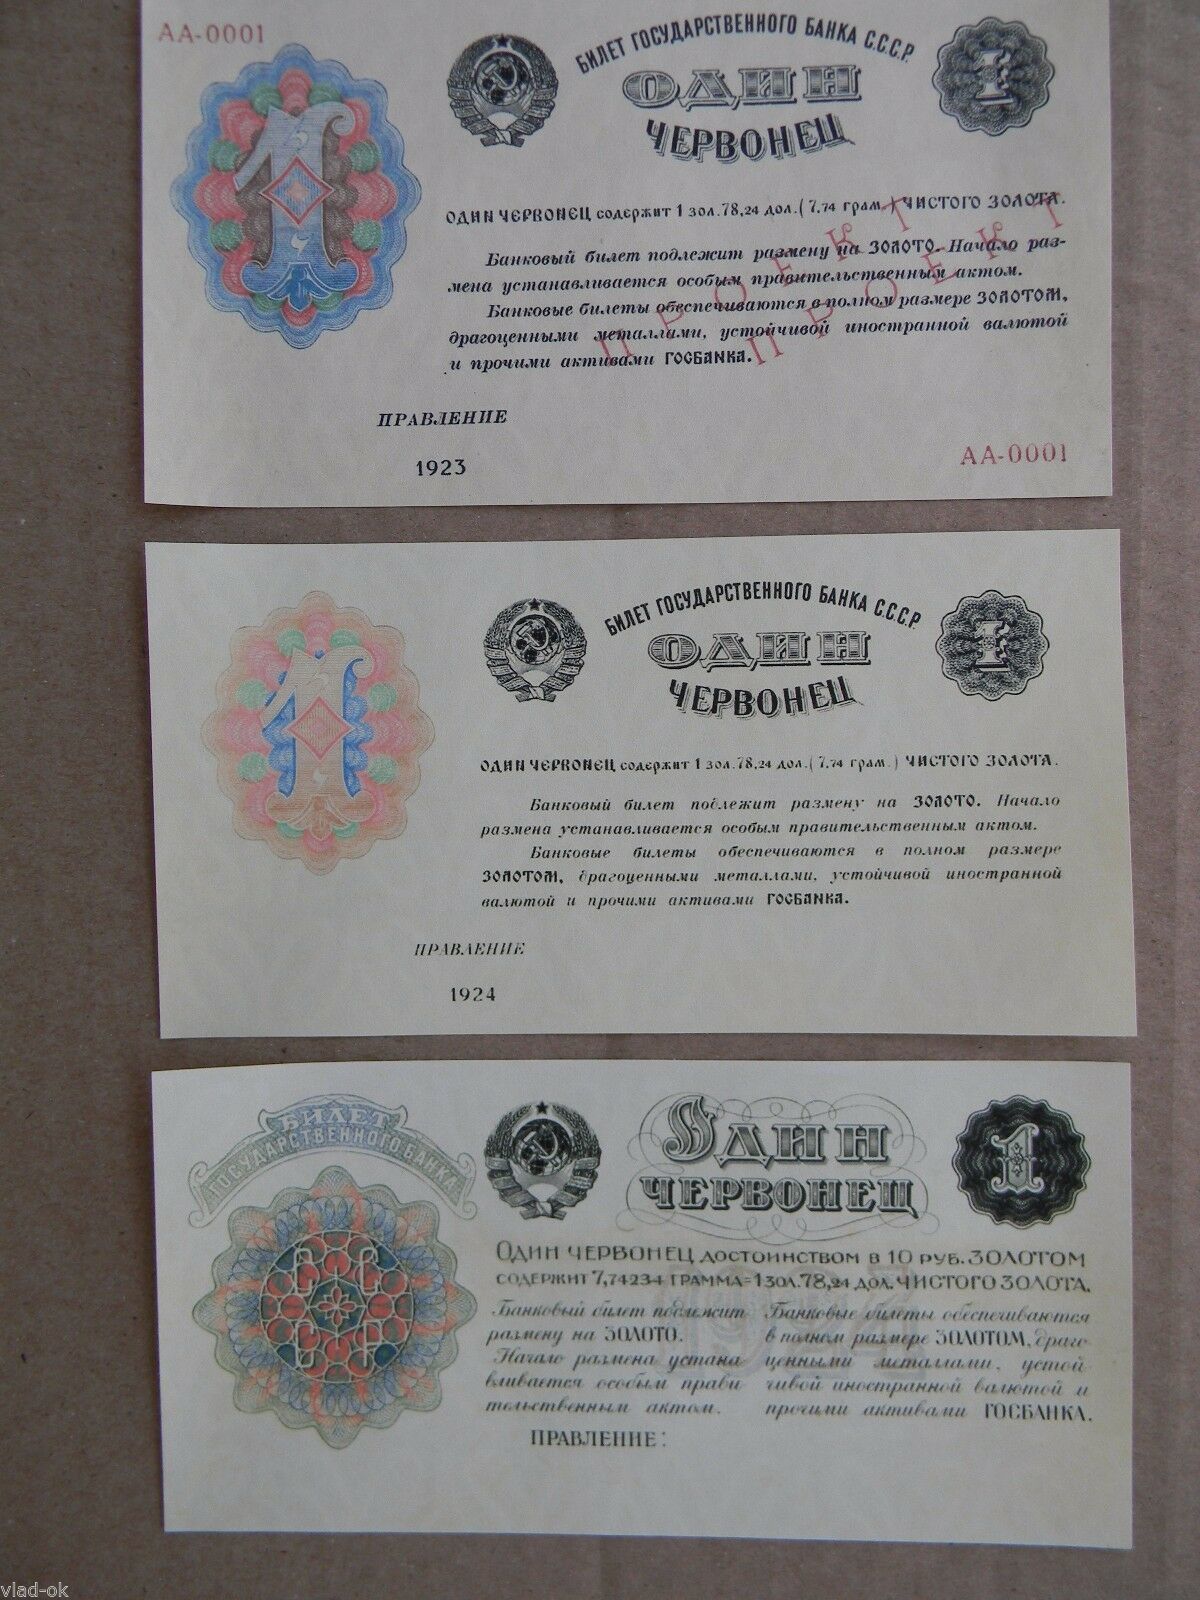 АА-0001
БИЛЕТ ГОСУДАРСТВЕННОГО БАНКА С.С.С.Р.
ОДИН
ЧЕРВОНЕЦ
1
1
ОДИН ЧЕРВОНЕЦ содержит 1 зол. 78,24 дол. (7,74 грам.) ЧИСТОГО ЗОЛОТА.
Банковый билет подлежит размену на ЗОЛОТО. Начало раз-
мена устанавливается особым правительственным актом.
Банковые билеты обеспечиваются в полном размере ЗОЛОТОМ,
драгоценными металлами, устойчивой иностранной валютой
и прочими активами ГОСБАНКА.
ПРОЕКТ
ПРОЕКТ
ПРАВЛЕНИЕ
1923
АА-0001
БИЛЕТ ГОСУДАРСТВЕННОГО БАНКА С.С.С.Р.
ОДИН
ЧЕРВОНЕЦ
1
1
ОДИН ЧЕРВОНЕЦ содержит 1 зол. 78,24 дол. (7,74 грам.) ЧИСТОГО ЗОЛОТА.
Банковый билет подлежит размену на ЗОЛОТО. Начало
размена устанавливается особым правительственным актом.
Банковые билеты обеспечиваются в полном размере
ЗОЛОТОМ, драгоценными металлами, устойчивой иностранной
валютой и прочими активами ГОСБАНКА.
ПРАВЛЕНИЕ
1924
БИЛЕТ
ГОСУДАРСТВЕННОГО БАНКА
СССР
ОДИН
ЧЕРВОНЕЦ
1
ОДИН ЧЕРВОНЕЦ ДОСТОИНСТВОМ В 10 РУБ. ЗОЛОТОМ
СОДЕРЖИТ 7,74234 ГРАММА=1 ЗОЛ. 78,24 ДОЛ. ЧИСТОГО ЗОЛОТА.
Банковый билет подлежит
размену на ЗОЛОТО.
Начало размена устана
вливается особым прави
тельственным актом.
Банковые билеты обеспечиваются
в полном размере ЗОЛОТОМ, драго
ценными металлами, устой
чивой иностранной валютой и
прочими активами ГОСБАНКА.
ПРАВЛЕНИЕ:
vlad-ok